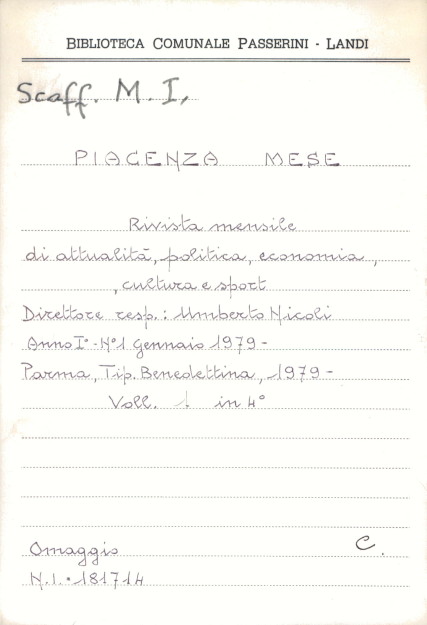 BIBLIOTECA COMUNALE PASSERINI - LANDI
Scaff. M. I,
PIACENZA MESE
Rivista mensile
di attualità, politica, economia,
, cultura e sport
Direttore resp.: Umberto Nicoli
Anno I° - N°1 Gennaio 1979 -
Parma, Tip. Benedettina, 1979 -
Voll. 1 in 4°
Omaggio C.
N.I. • 181714